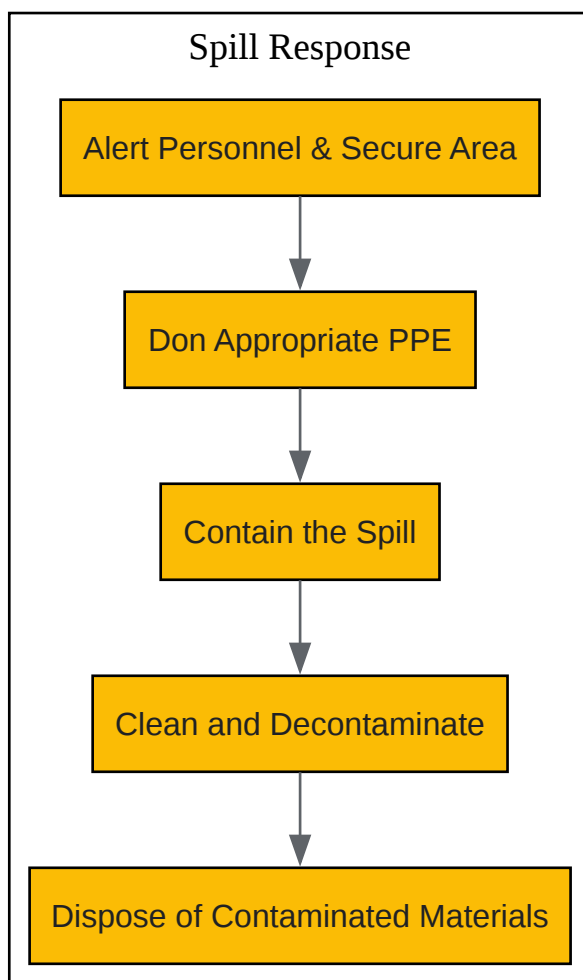 Spill Response
Alert Personnel & Secure Area
Don Appropriate PPE
Contain the Spill
Clean and Decontaminate
Dispose of Contaminated Materials